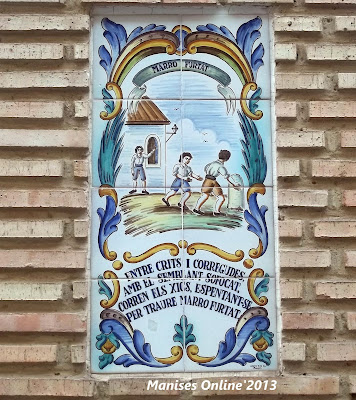 MARRO FURTAT
ENTRE CRITS I CORREGUDES
AMB EL SEMBLANT SOFOCAT,
CORREN ELS XICS, ESPENTANT-SE
PER TRAURE MARRO FURTAT.
Manises Online'2013